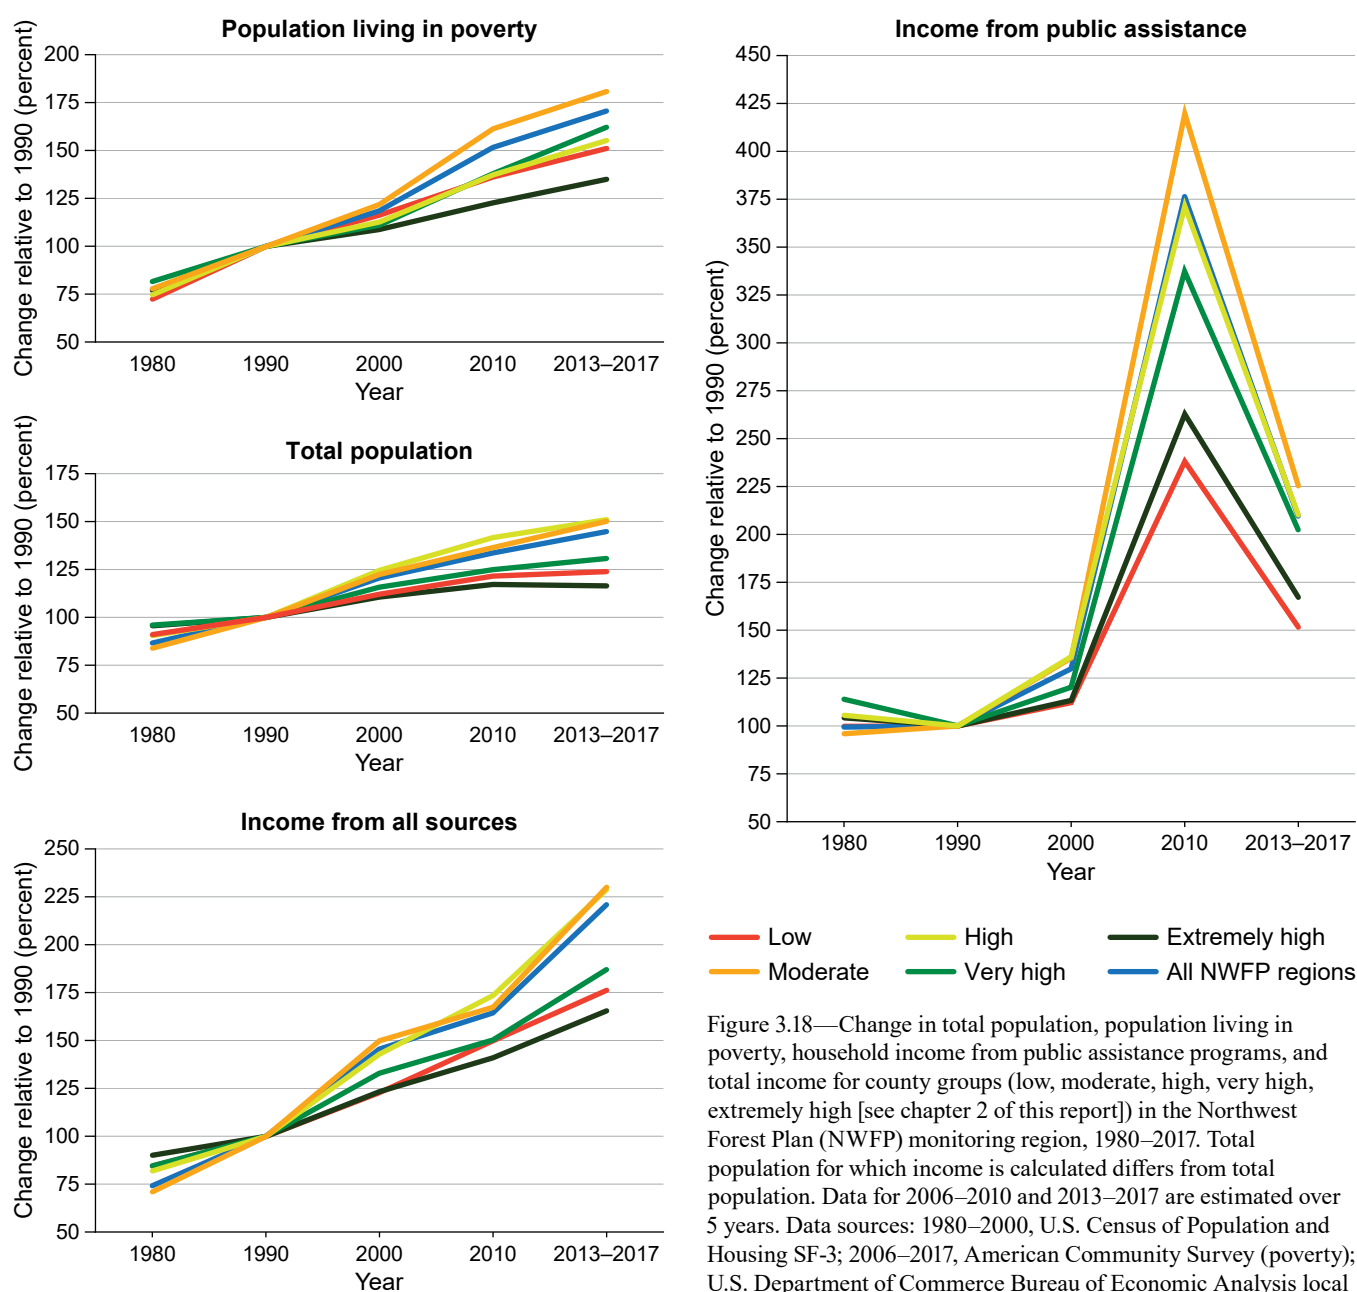 Population living in poverty
Change relative to 1990 (percent)
200
175
150
125
100
75
50
1980 1990 2000 2010 2013–2017
Year
Total population
Change relative to 1990 (percent)
175
150
125
100
75
50
1980 1990 2000 2010 2013–2017
Year
Income from all sources
Change relative to 1990 (percent)
250
225
200
175
150
125
100
75
50
1980 1990 2000 2010 2013–2017
Year
Income from public assistance
Change relative to 1990 (percent)
450
425
400
375
350
325
300
275
250
225
200
175
150
125
100
75
50
1980 1990 2000 2010 2013–2017
Year
Low High Extremely high
Moderate Very high All NWFP regions
Figure 3.18—Change in total population, population living in
poverty, household income from public assistance programs, and
total income for county groups (low, moderate, high, very high,
extremely high [see chapter 2 of this report]) in the Northwest
Forest Plan (NWFP) monitoring region, 1980–2017. Total
population for which income is calculated differs from total
population. Data for 2006–2010 and 2013–2017 are estimated over
5 years. Data sources: 1980–2000, U.S. Census of Population and
Housing SF-3; 2006–2017, American Community Survey (poverty);
U.S. Department of Commerce Bureau of Economic Analysis local